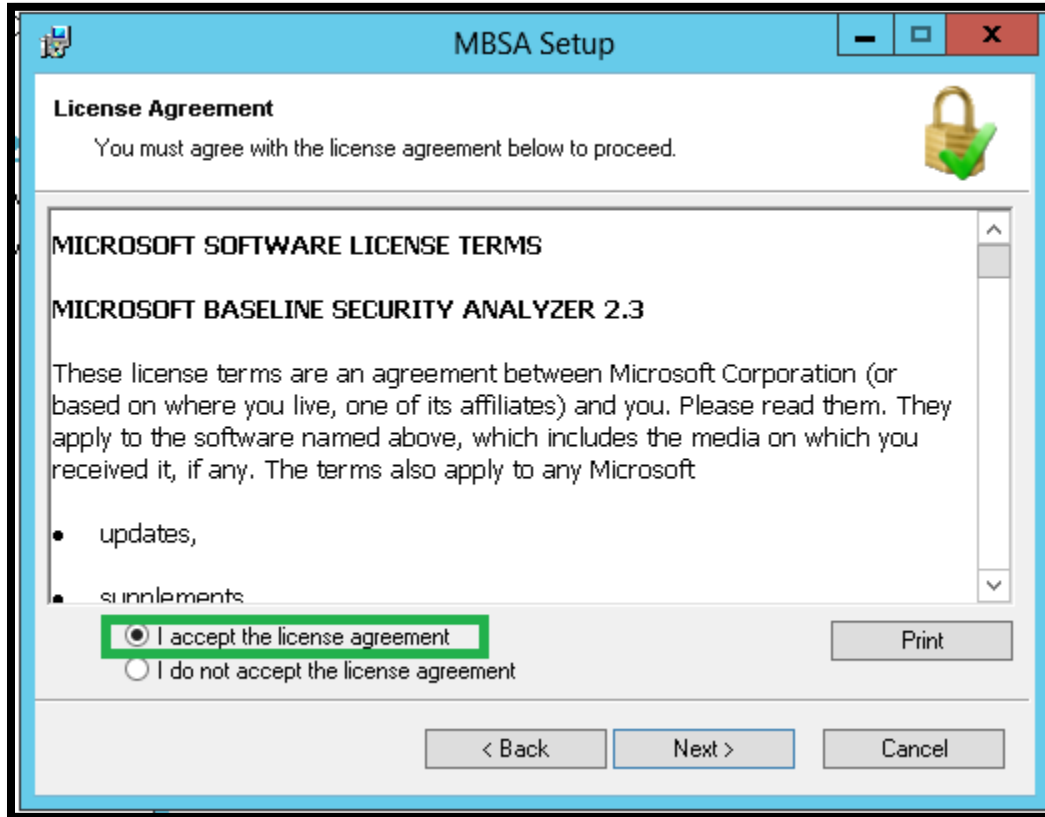 MBSA Setup
License Agreement
You must agree with the license agreement below to proceed.
MICROSOFT SOFTWARE LICENSE TERMS
MICROSOFT BASELINE SECURITY ANALYZER 2.3
These license terms are an agreement between Microsoft Corporation (or
based on where you live, one of its affiliates) and you. Please read them. They
apply to the software named above, which includes the media on which you
received it, if any. The terms also apply to any Microsoft
• updates,
• supplements
I accept the license agreement
Print
I do not accept the license agreement
< Back
Next >
Cancel